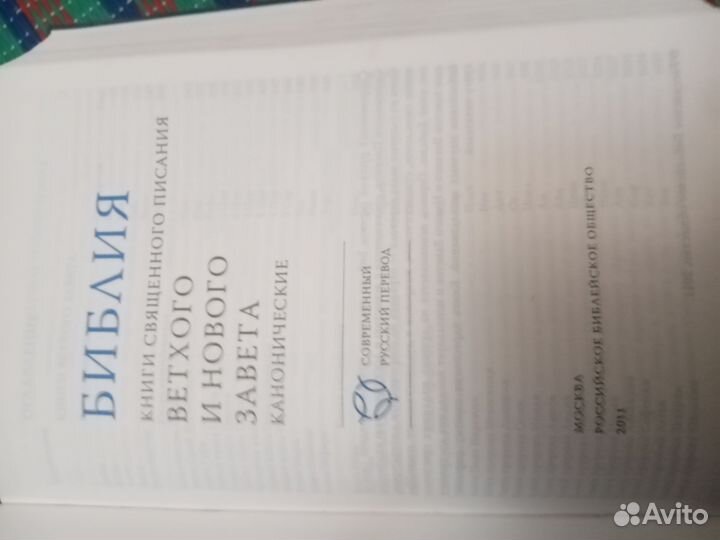 БИБЛИЯ
КНИГИ СВЯЩЕННОГО ПИСАНИЯ
ВЕТХОГО
И НОВОГО
ЗАВЕТА
КАНОНИЧЕСКИЕ
СОВРЕМЕННЫЙ
РУССКИЙ ПЕРЕВОД
МОСКВА
РОССИЙСКОЕ БИБЛЕЙСКОЕ ОБЩЕСТВО
2011
Avito